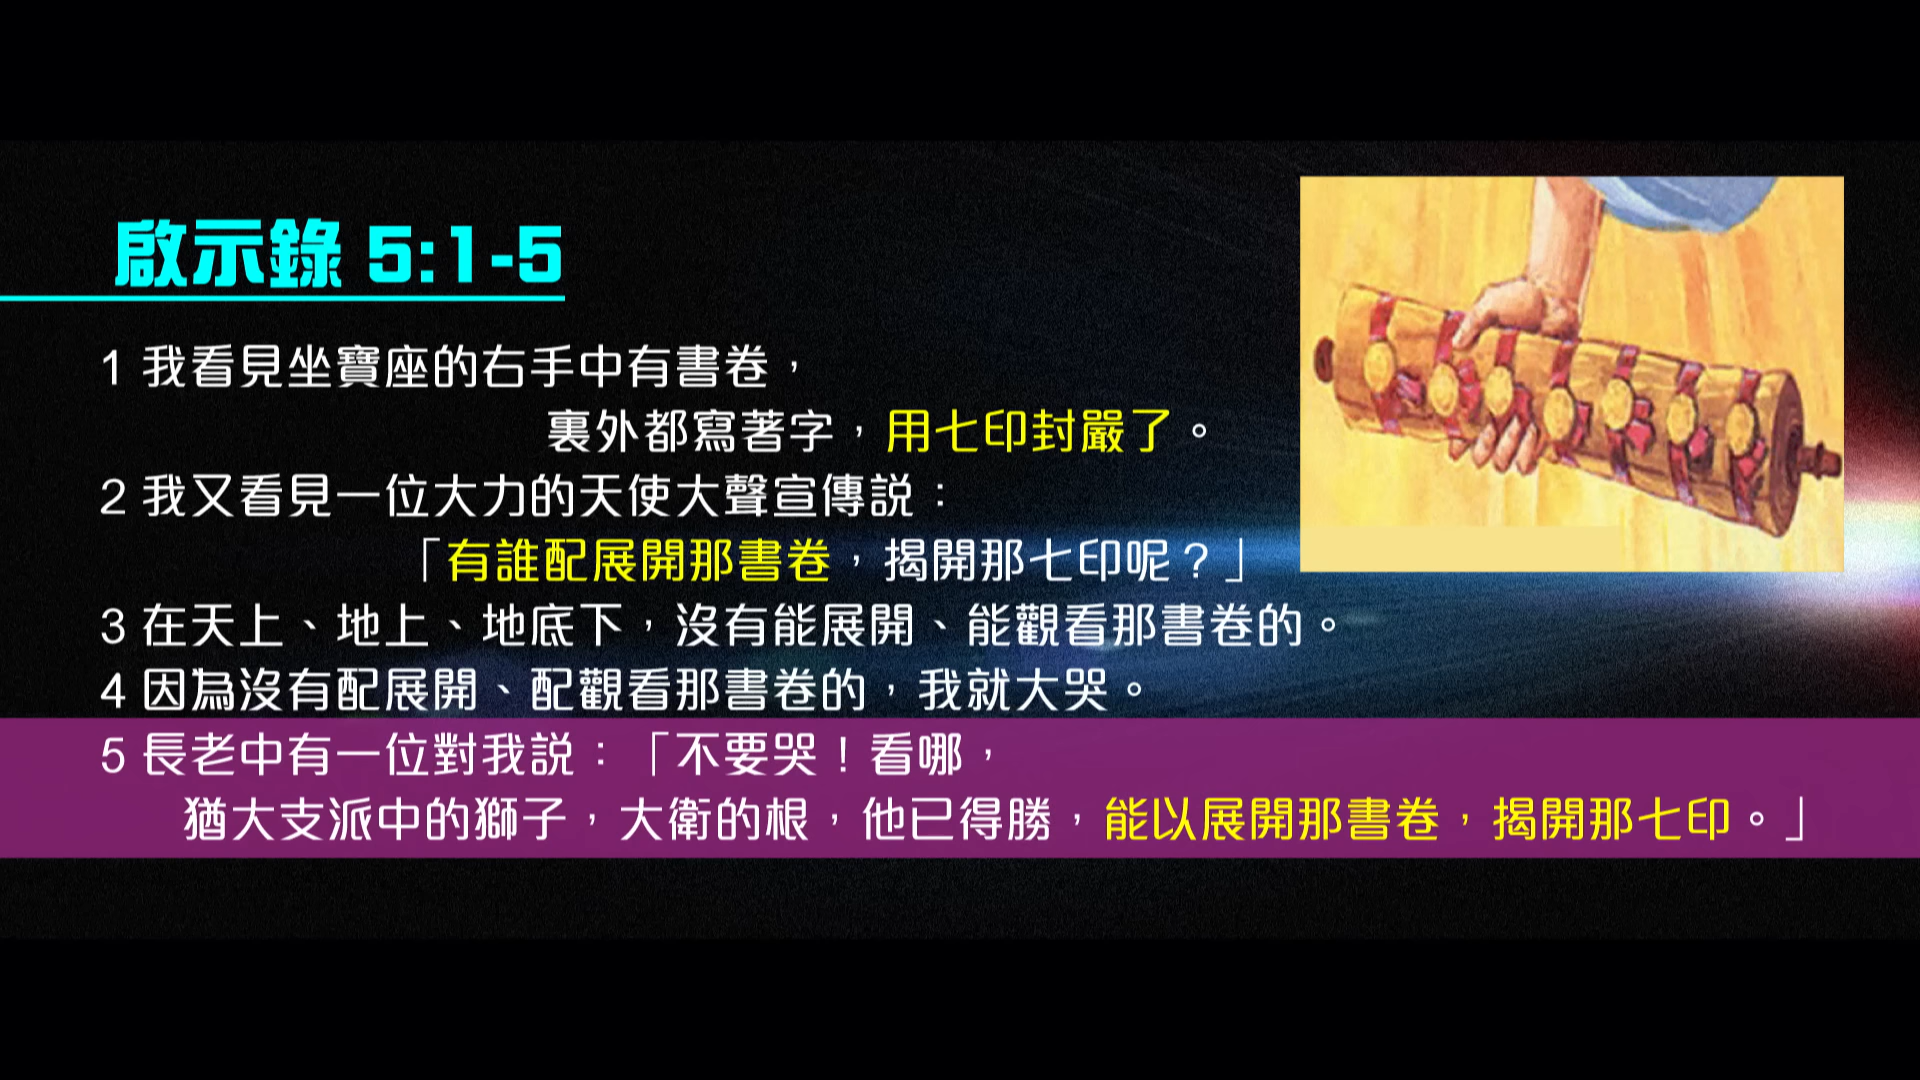 啟示錄 5:1-5
1 我看見坐寶座的右手中有書卷，
裏外都寫著字，用七印封嚴了。
2 我又看見一位大力的天使大聲宣傳說：
「有誰配展開那書卷，揭開那七印呢？」
3 在天上、地上、地底下，沒有能展開、能觀看那書卷的。
4 因為沒有配展開、配觀看那書卷的，我就大哭。
5 長老中有一位對我說：「不要哭！看哪，
猶大支派中的獅子，大衛的根，他已得勝，能以展開那書卷，揭開那七印。」